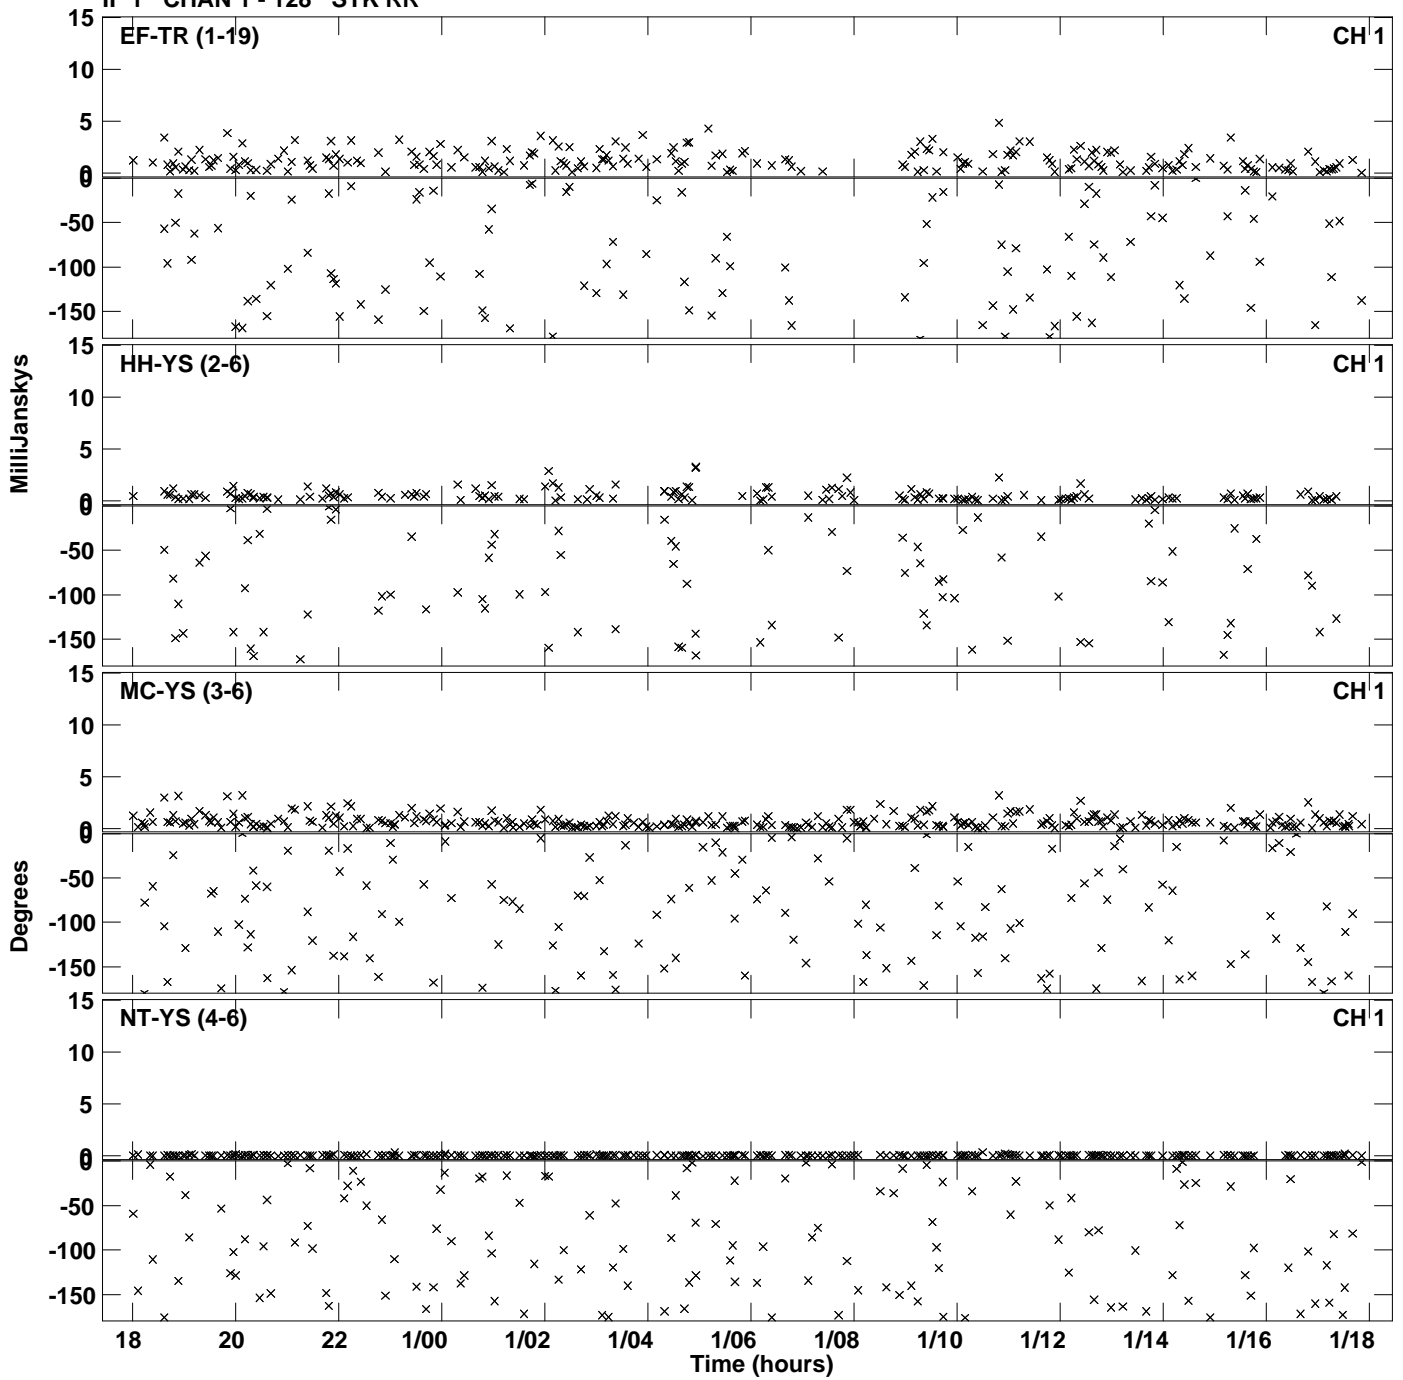 IF 1 CHAN 1 - 128 STK RR
15
EF-TR (1-19)
CH 1
10
5
0
0
-50
-100
-150
15
HH-YS (2-6)
CH 1
10
5
0
0
-50
-100
-150
MilliJanskys
15
MC-YS (3-6)
CH 1
10
5
0
0
-50
-100
-150
Degrees
15
NT-YS (4-6)
CH 1
10
5
0
0
-50
-100
-150
18 20 22 1/00 1/02 1/04 1/06 1/08 1/10 1/12 1/14 1/16 1/18
Time (hours)